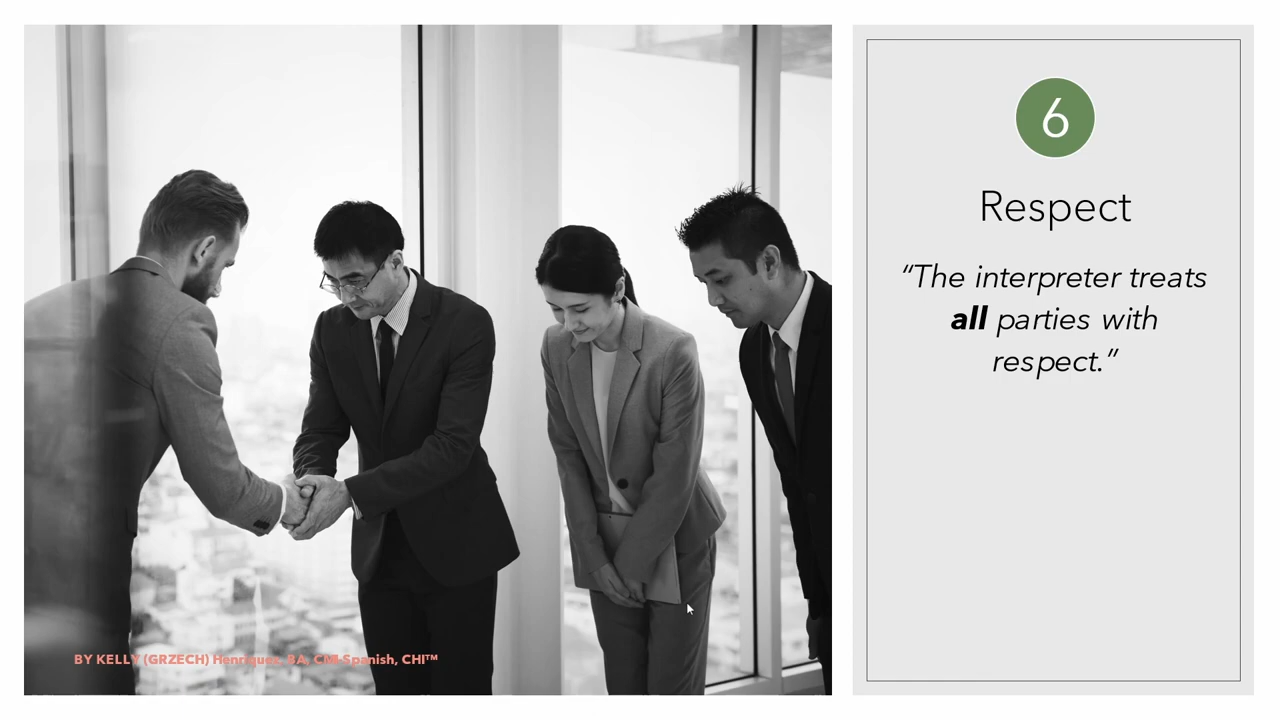 6
Respect
“The interpreter treats
all parties with
respect.”
BY KELLY (GRZECH) Henriquez, BA, CMI-Spanish, CHI™